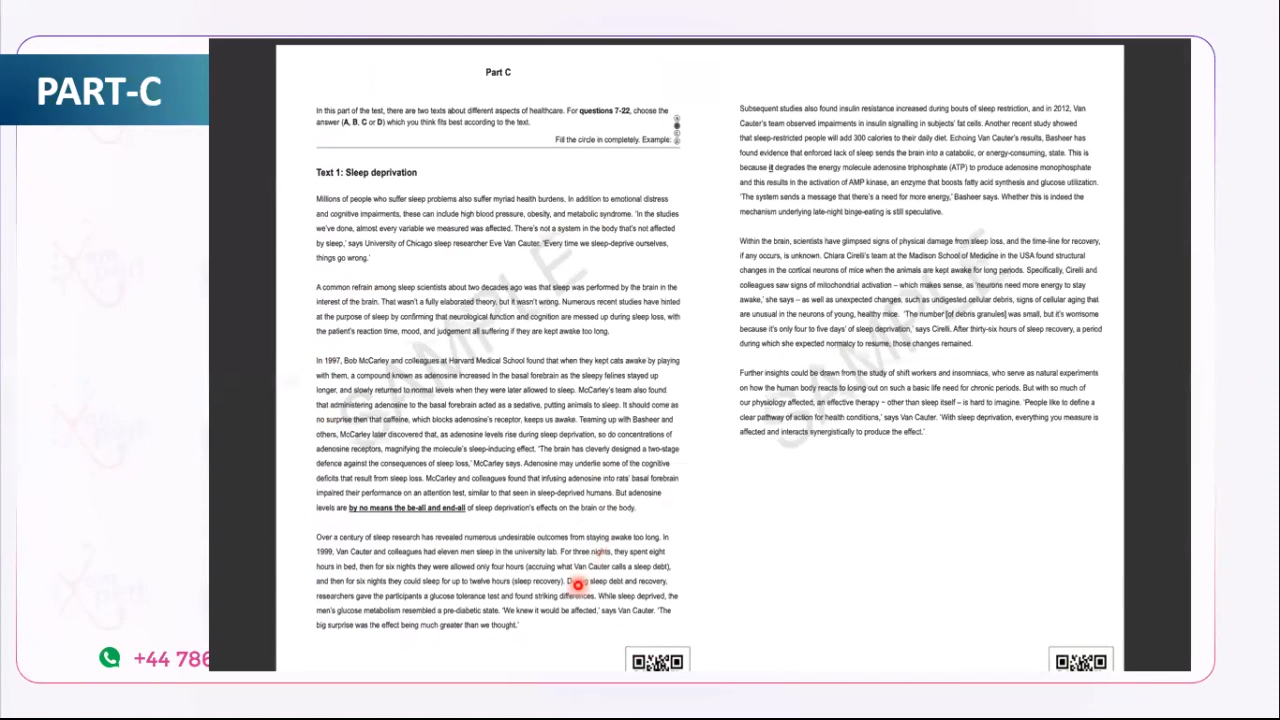 PART-C
Part C
In this part of the test, there are two texts about different aspects of healthcare. For questions 7-22, choose the
answer (A, B, C or D) which you think fits best according to the text.
Fill the circle in completely. Example:
Text 1: Sleep deprivation
Millions of people who suffer sleep problems also suffer myriad health burdens. In addition to emotional distress
and cognitive impairments, these can include high blood pressure, obesity, and metabolic syndrome. 'In the studies
we've done, almost every variable we measured was affected. There's not a system in the body that's not affected
by sleep,' says University of Chicago sleep researcher Eve Van Cauter. 'Every time we sleep-deprive ourselves,
things go wrong.'
A common refrain among sleep scientists about two decades ago was that sleep was performed by the brain in the
interest of the brain. That wasn't a fully elaborated theory, but it wasn't wrong. Numerous recent studies have hinted
at the purpose of sleep by confirming that neurological function and cognition are messed up during sleep loss, with
the patient's reaction time, mood, and judgement all suffering if they are kept awake too long.
In 1997, Bob McCarley and colleagues at Harvard Medical School found that when they kept cats awake by playing
with them, a compound known as adenosine increased in the basal forebrain as the sleepy felines stayed up
longer, and slowly returned to normal levels when they were later allowed to sleep. McCarley's team also found
that administering adenosine to the basal forebrain acted as a sedative, putting animals to sleep. It should come as
no surprise then that caffeine, which blocks adenosine's receptor, keeps us awake. Teaming up with Basheer and
others, McCarley later discovered that, as adenosine levels rise during sleep deprivation, so do concentrations of
adenosine receptors, magnifying the molecule's sleep-inducing effect. 'The brain has cleverly designed a two-stage
defence against the consequences of sleep loss,' McCarley says. Adenosine may underlie some of the cognitive
deficits that result from sleep loss. McCarley and colleagues found that infusing adenosine into rats' basal forebrain
impaired their performance on an attention test, similar to that seen in sleep-deprived humans. But adenosine
levels are by no means the be-all and end-all of sleep deprivation's effects on the brain or the body.
Over a century of sleep research has revealed numerous undesirable outcomes from staying awake too long. In
1999, Van Cauter and colleagues had eleven men sleep in the university lab. For three nights, they spent eight
hours in bed, then for six nights they were allowed only four hours (accruing what Van Cauter calls a sleep debt),
and then for six nights they could sleep for up to twelve hours (sleep recovery). During sleep debt and recovery,
researchers gave the participants a glucose tolerance test and found striking differences. While sleep deprived, the
men's glucose metabolism resembled a pre-diabetic state. 'We knew it would be affected,' says Van Cauter. 'The
big surprise was the effect being much greater than we thought.'
Subsequent studies also found insulin resistance increased during bouts of sleep restriction, and in 2012, Van
Cauter's team observed impairments in insulin signalling in subjects' fat cells. Another recent study showed
that sleep-restricted people will add 300 calories to their daily diet. Echoing Van Cauter's results, Basheer has
found evidence that enforced lack of sleep sends the brain into a catabolic, or energy-consuming, state. This is
because it degrades the energy molecule adenosine triphosphate (ATP) to produce adenosine monophosphate
and this results in the activation of AMP kinase, an enzyme that boosts fatty acid synthesis and glucose utilization.
'The system sends a message that there's a need for more energy,' Basheer says. Whether this is indeed the
mechanism underlying late-night binge-eating is still speculative.
Within the brain, scientists have glimpsed signs of physical damage from sleep loss, and the time-line for recovery,
if any occurs, is unknown. Chiara Cirelli's team at the Madison School of Medicine in the USA found structural
changes in the cortical neurons of mice when the animals are kept awake for long periods. Specifically, Cirelli and
colleagues saw signs of mitochondrial activation – which makes sense, as 'neurons need more energy to stay
awake,' she says – as well as unexpected changes, such as undigested cellular debris, signs of cellular aging that
are unusual in the neurons of young, healthy mice. 'The number [of debris granules] was small, but it's worrisome
because it's only four to five days' of sleep deprivation,' says Cirelli. After thirty-six hours of sleep recovery, a period
during which she expected normalcy to resume, those changes remained.
Further insights could be drawn from the study of shift workers and insomniacs, who serve as natural experiments
on how the human body reacts to losing out on such a basic life need for chronic periods. But with so much of
our physiology affected, an effective therapy − other than sleep itself – is hard to imagine. 'People like to define a
clear pathway of action for health conditions,' says Van Cauter. 'With sleep deprivation, everything you measure is
affected and interacts synergistically to produce the effect.'
SAMPLE
SAMPLE
+44 786